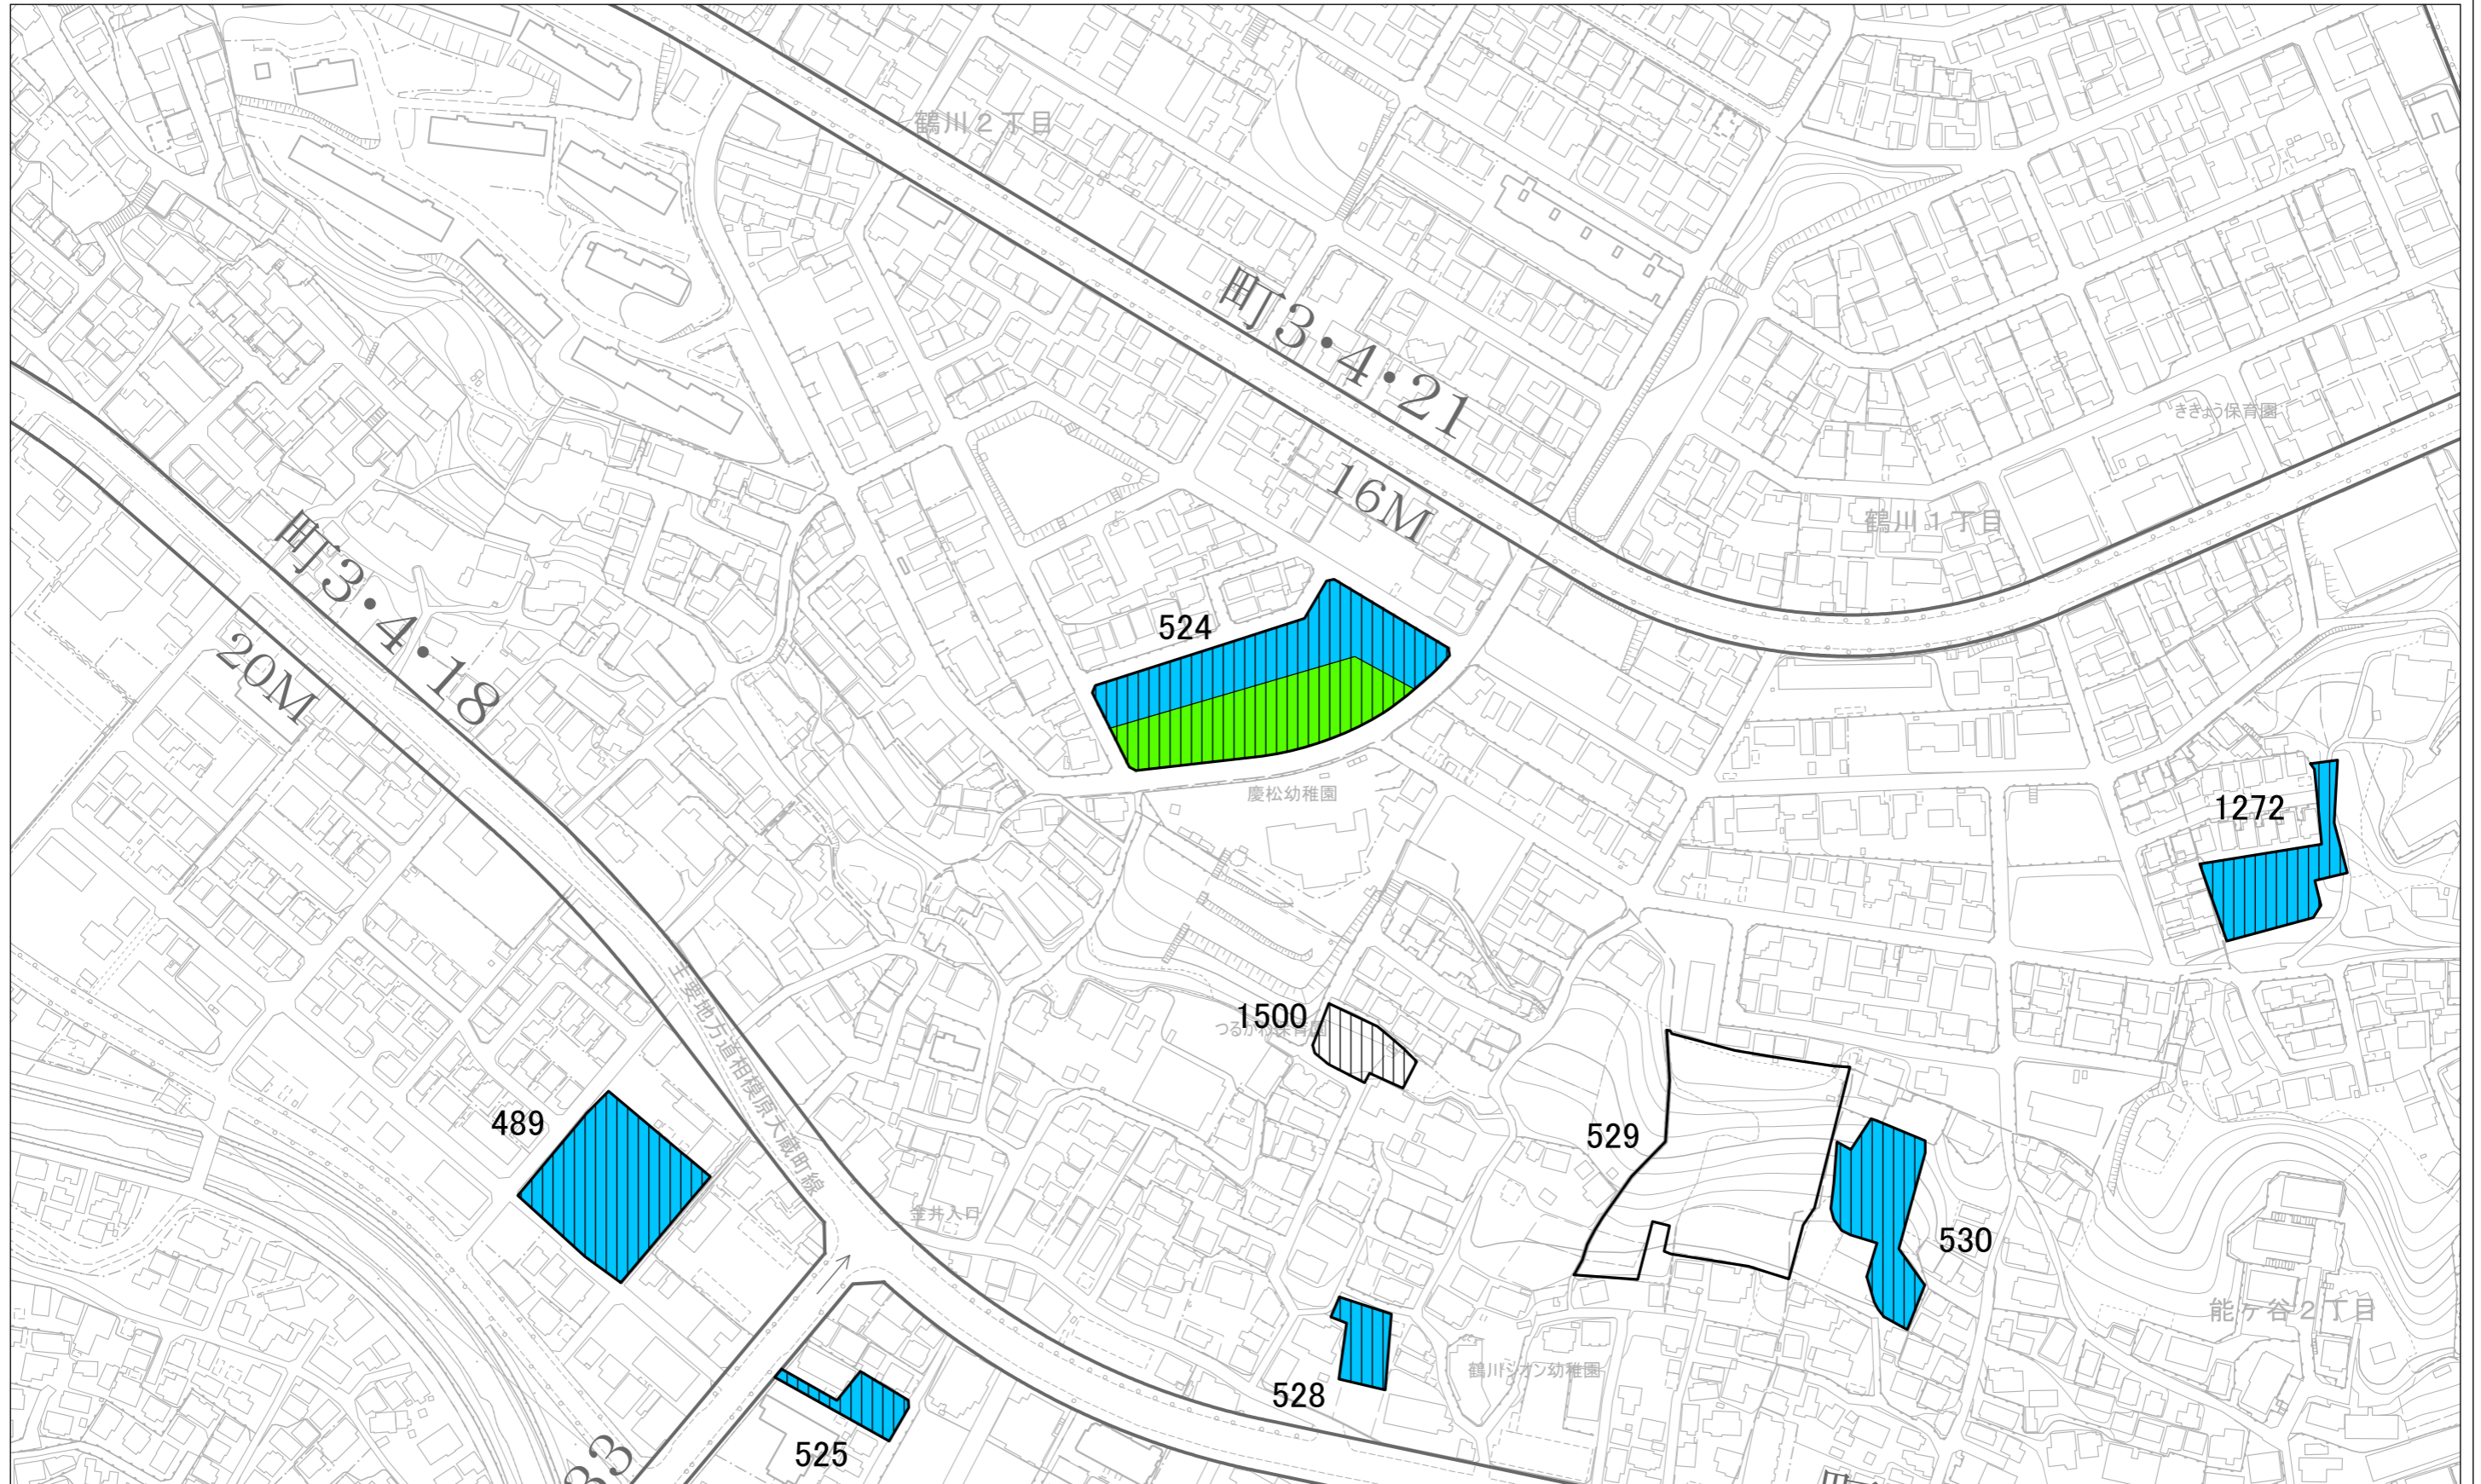 鶴川2丁目
町3・4・21
16M
ききょう保育園
鶴川1丁目
町3・4・18
20M
524
慶松幼稚園
1272
1500
主要地方道相模原大蔵町線
489
529
金井入口
530
能ヶ谷2丁目
528
鶴川シオン幼稚園
525